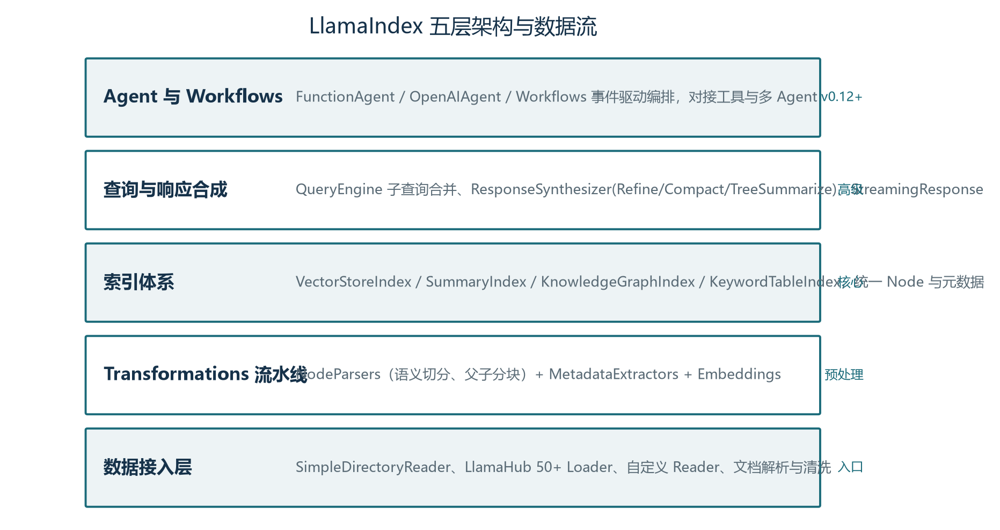 LlamaIndex 五层架构与数据流
Agent 与 Workflows
FunctionAgent / OpenAIAgent / Workflows 事件驱动编排，对接工具与多 Agent
v0.12+
查询与响应合成
QueryEngine 子查询合并、ResponseSynthesizer(Refine/Compact/TreeSummarize)、StreamingResponse
高级
索引体系
VectorStoreIndex / SummaryIndex / KnowledgeGraphIndex / KeywordTableIndex，统一 Node 与元数据
核心
Transformations 流水线
NodeParsers（语义切分、父子分块）+ MetadataExtractors + Embeddings
预处理
数据接入层
SimpleDirectoryReader、LlamaHub 50+ Loader、自定义 Reader、文档解析与清洗
入口